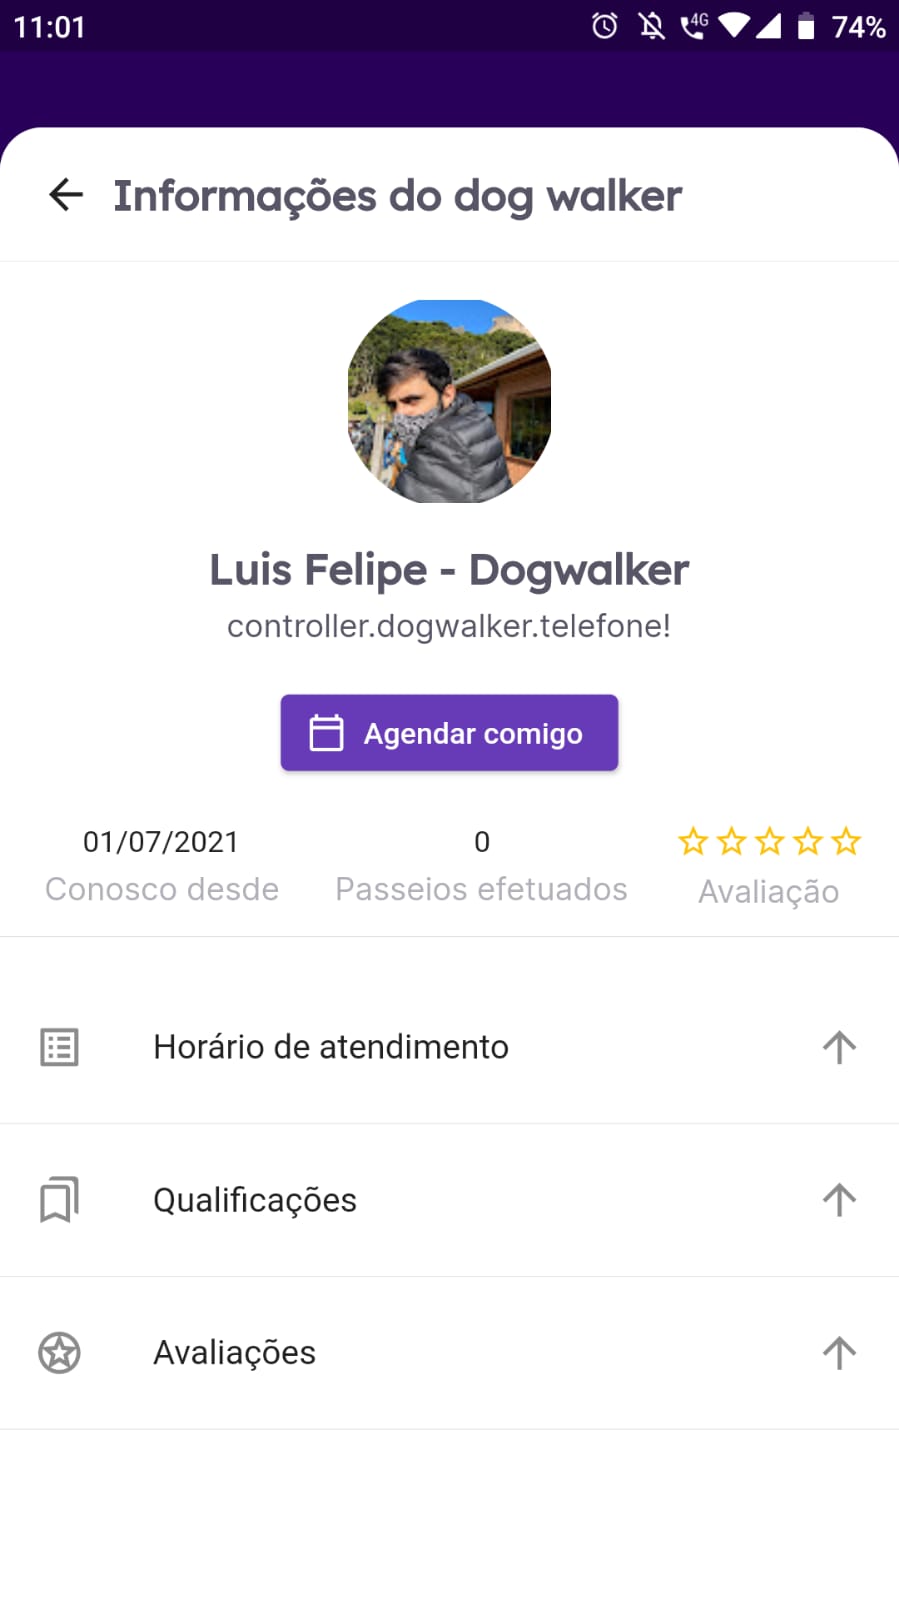 11:01
4G
74%
Informações do dog walker
Luis Felipe - Dogwalker
controller.dogwalker.telefone!
Agendar comigo
01/07/2021
Conosco desde
0
Passeios efetuados
Avaliação
Horário de atendimento
Qualificações
Avaliações